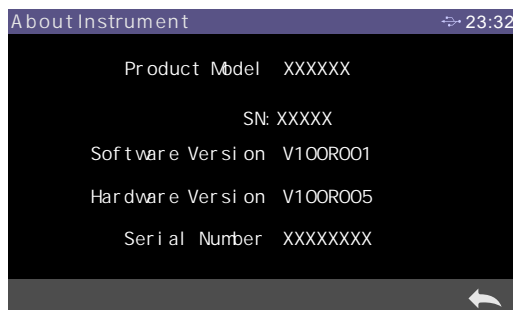 About Instrument 23:32
Product Model XXXXXX
SN: XXXXX
Software Version V100R001
Hardware Version V100R005
Serial Number XXXXXXXX